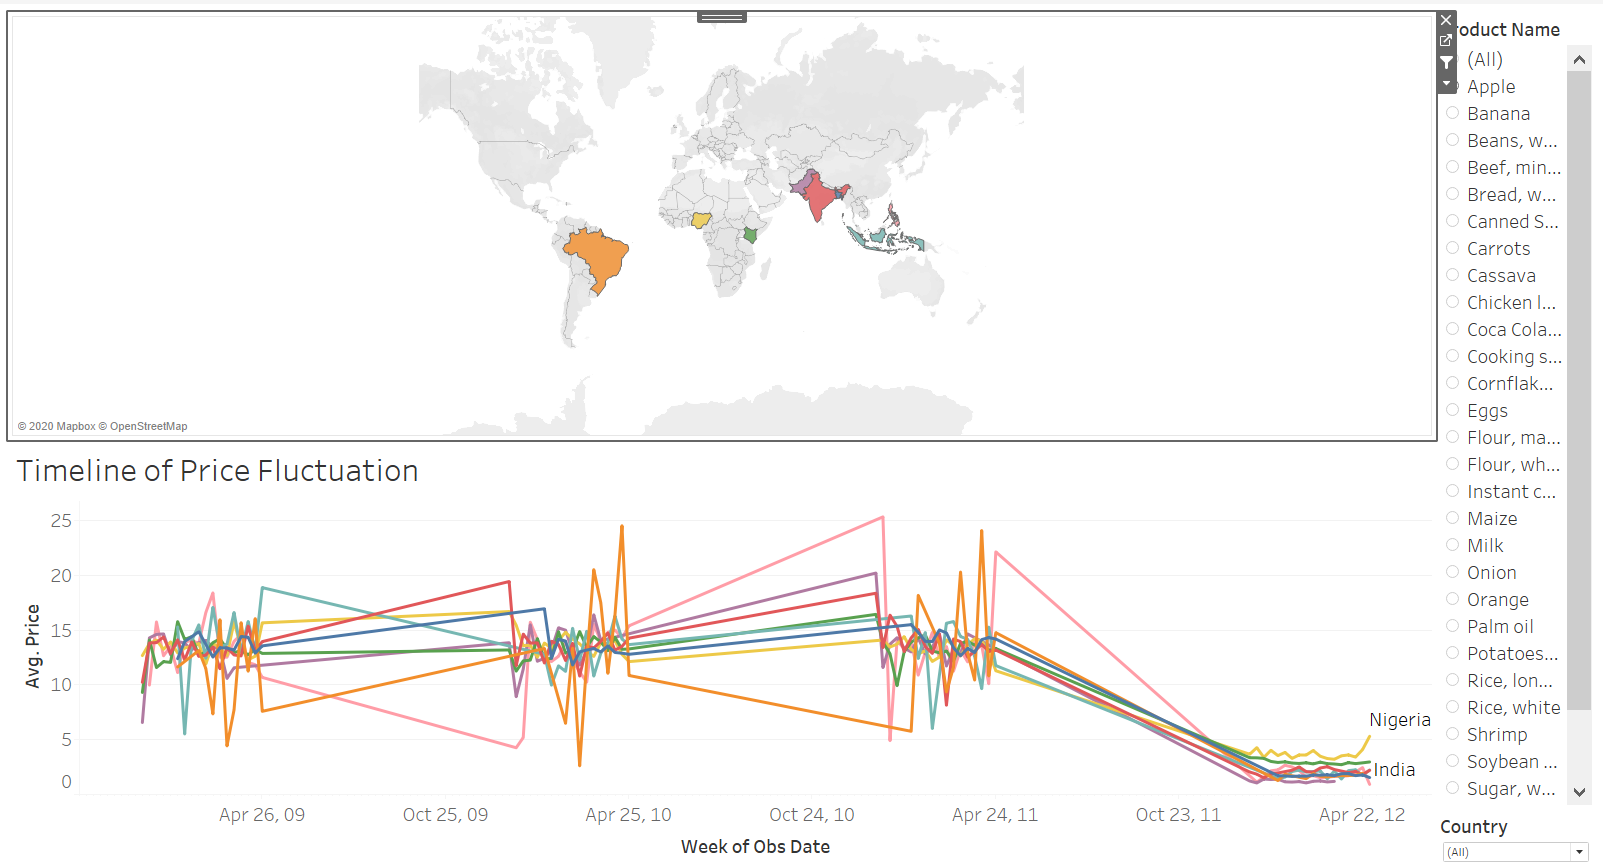 roduct Name
(All)
Apple
Banana
Beans, w...
Beef, min...
Bread, w...
Canned S...
Carrots
Cassava
Chicken l...
Coca Cola...
Cooking s...
Cornflak...
Eggs
Flour, ma...
Flour, wh...
Instant c...
Maize
Milk
Onion
Orange
Palm oil
Potatoes...
Rice, lon...
Rice, white
Shrimp
Soybean ...
Sugar, w...
Country
(All)
© 2020 Mapbox © OpenStreetMap
Timeline of Price Fluctuation
Avg. Price
25
20
15
10
5
0
Nigeria
India
Apr 26, 09
Oct 25, 09
Apr 25, 10
Oct 24, 10
Apr 24, 11
Oct 23, 11
Apr 22, 12
Week of Obs Date